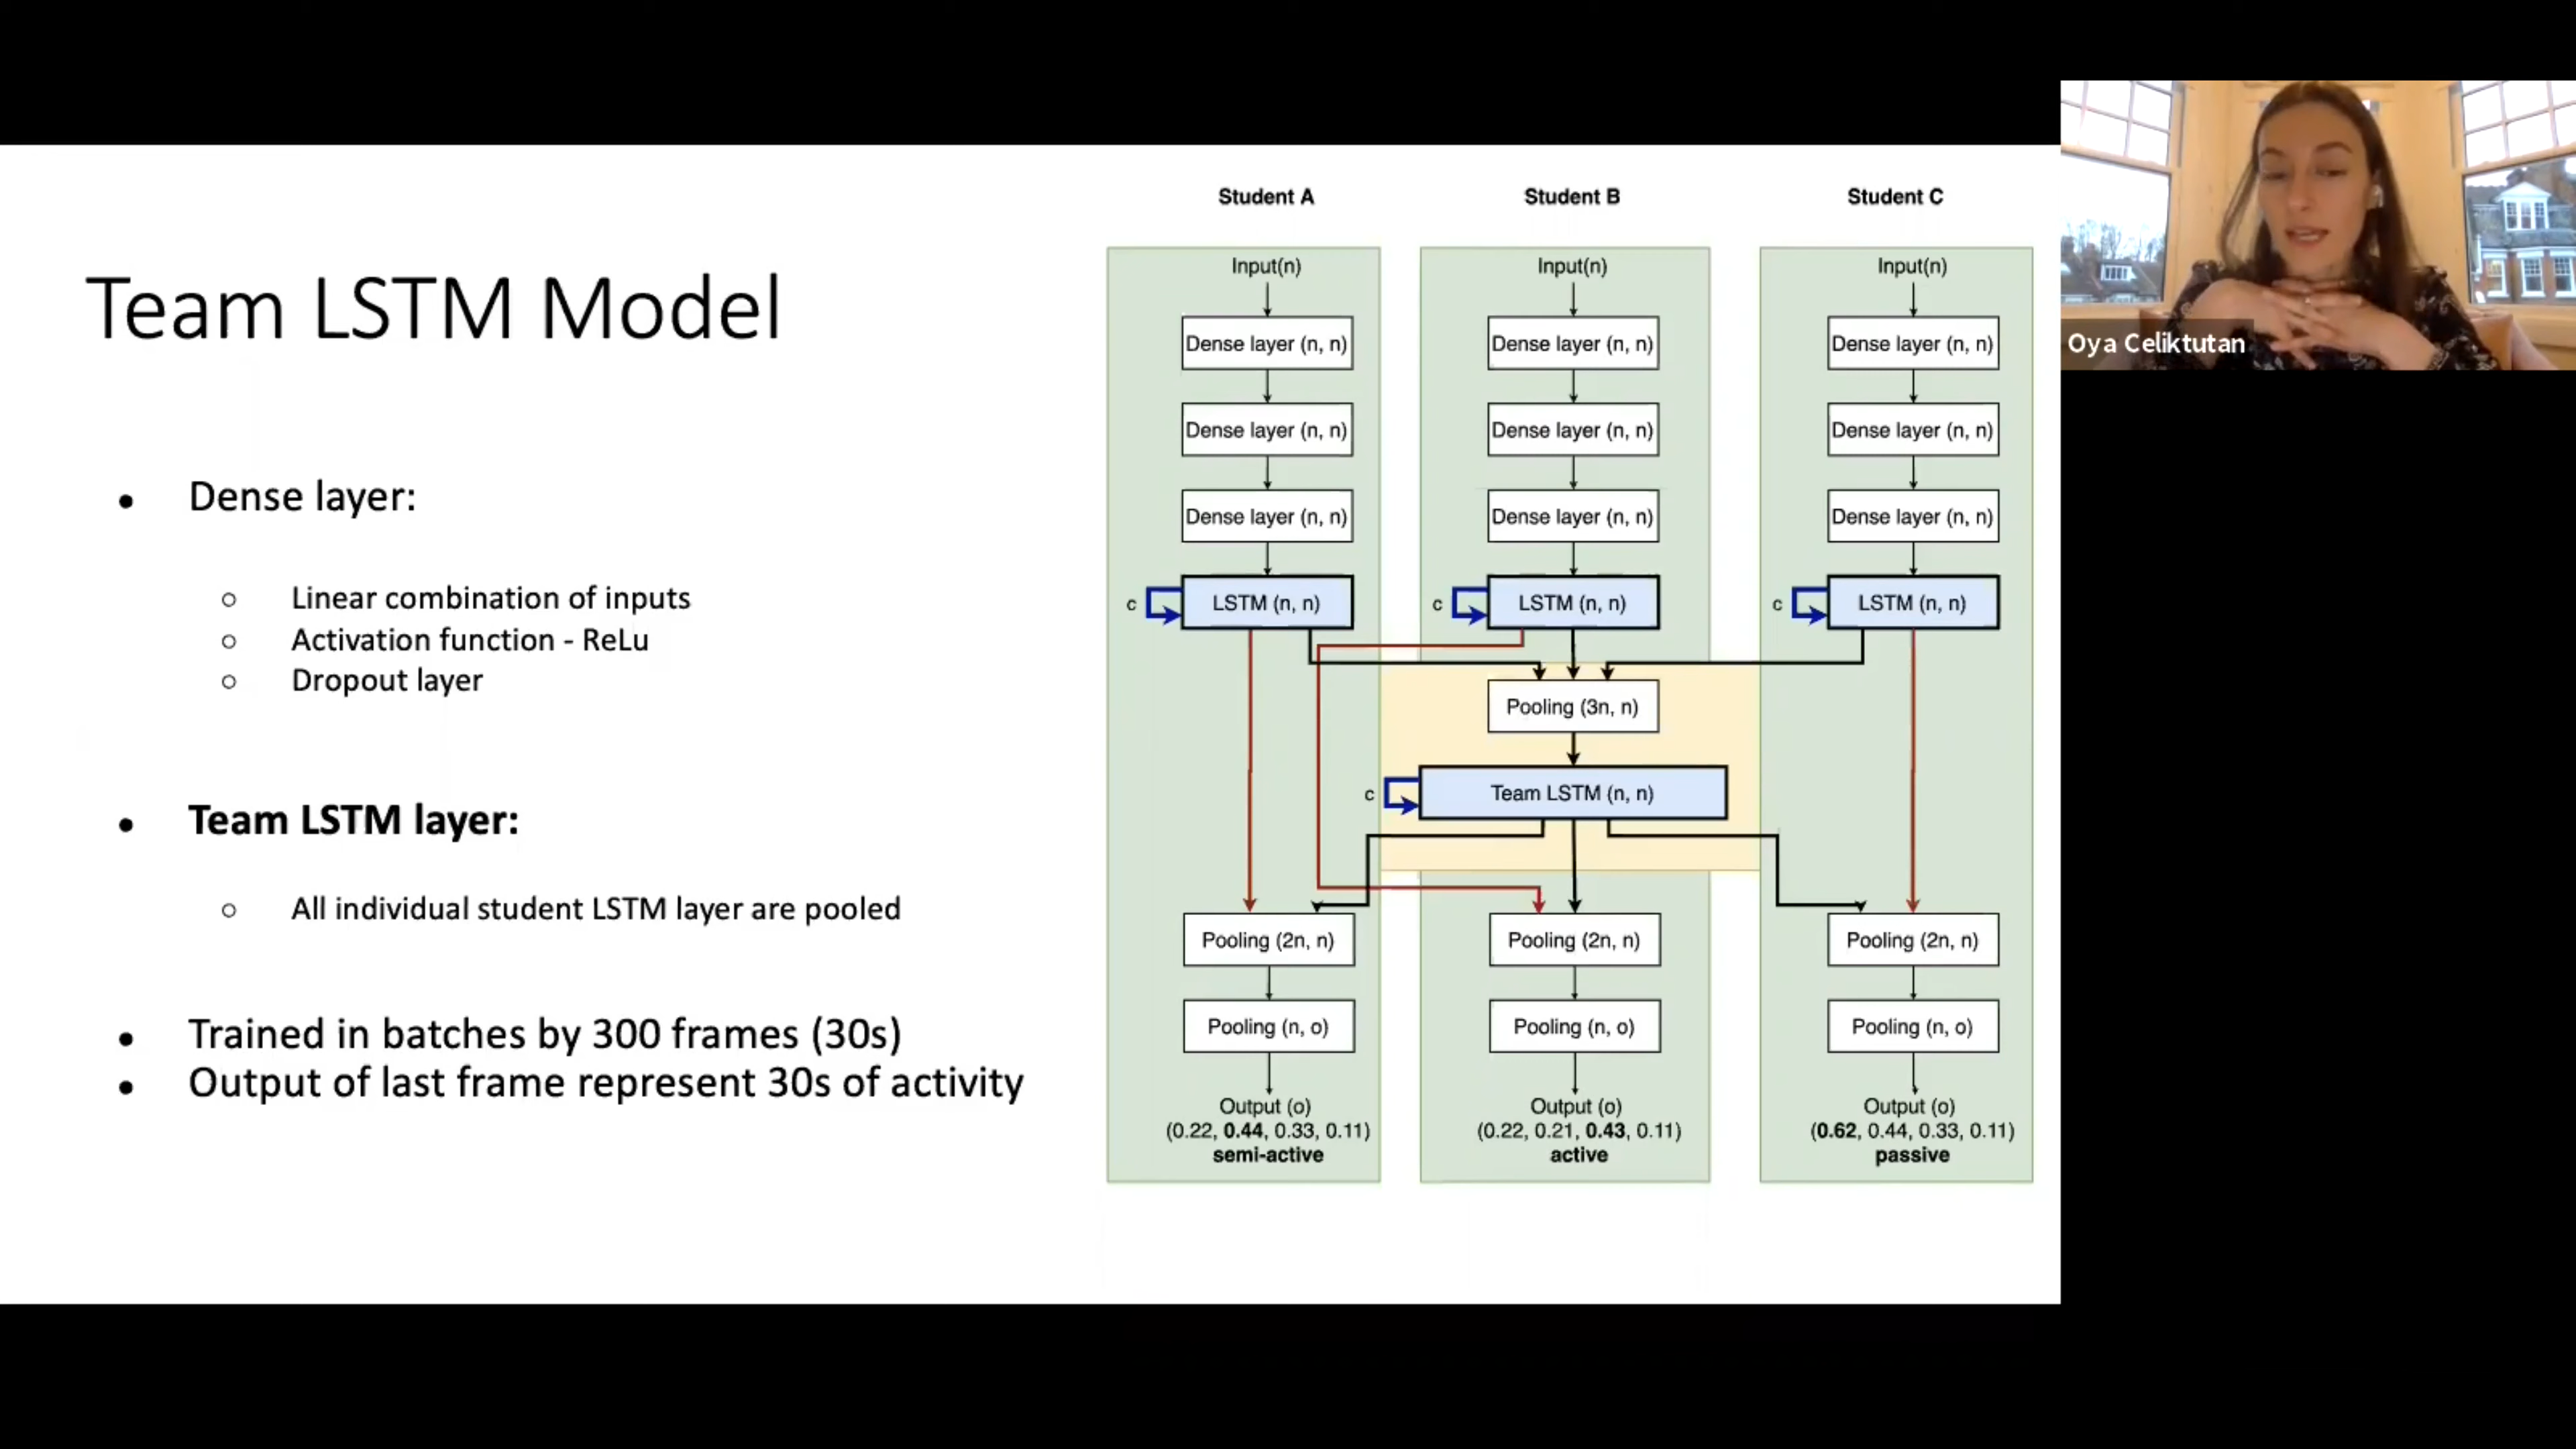 Team LSTM Model
● Dense layer:
○ Linear combination of inputs
○ Activation function - ReLu
○ Dropout layer
● Team LSTM layer:
○ All individual student LSTM layer are pooled
● Trained in batches by 300 frames (30s)
● Output of last frame represent 30s of activity
Student A
Input(n)
Dense layer (n, n)
Dense layer (n, n)
Dense layer (n, n)
c
LSTM (n, n)
Pooling (2n, n)
Pooling (n, o)
Output (o)
(0.22, 0.44, 0.33, 0.11)
semi-active
Student B
Input(n)
Dense layer (n, n)
Dense layer (n, n)
Dense layer (n, n)
c
LSTM (n, n)
Pooling (3n, n)
c
Team LSTM (n, n)
Pooling (2n, n)
Pooling (n, o)
Output (o)
(0.22, 0.21, 0.43, 0.11)
active
Student C
Input(n)
Dense layer (n, n)
Dense layer (n, n)
Dense layer (n, n)
c
LSTM (n, n)
Pooling (2n, n)
Pooling (n, o)
Output (o)
(0.62, 0.44, 0.33, 0.11)
passive
Oya Celiktutan